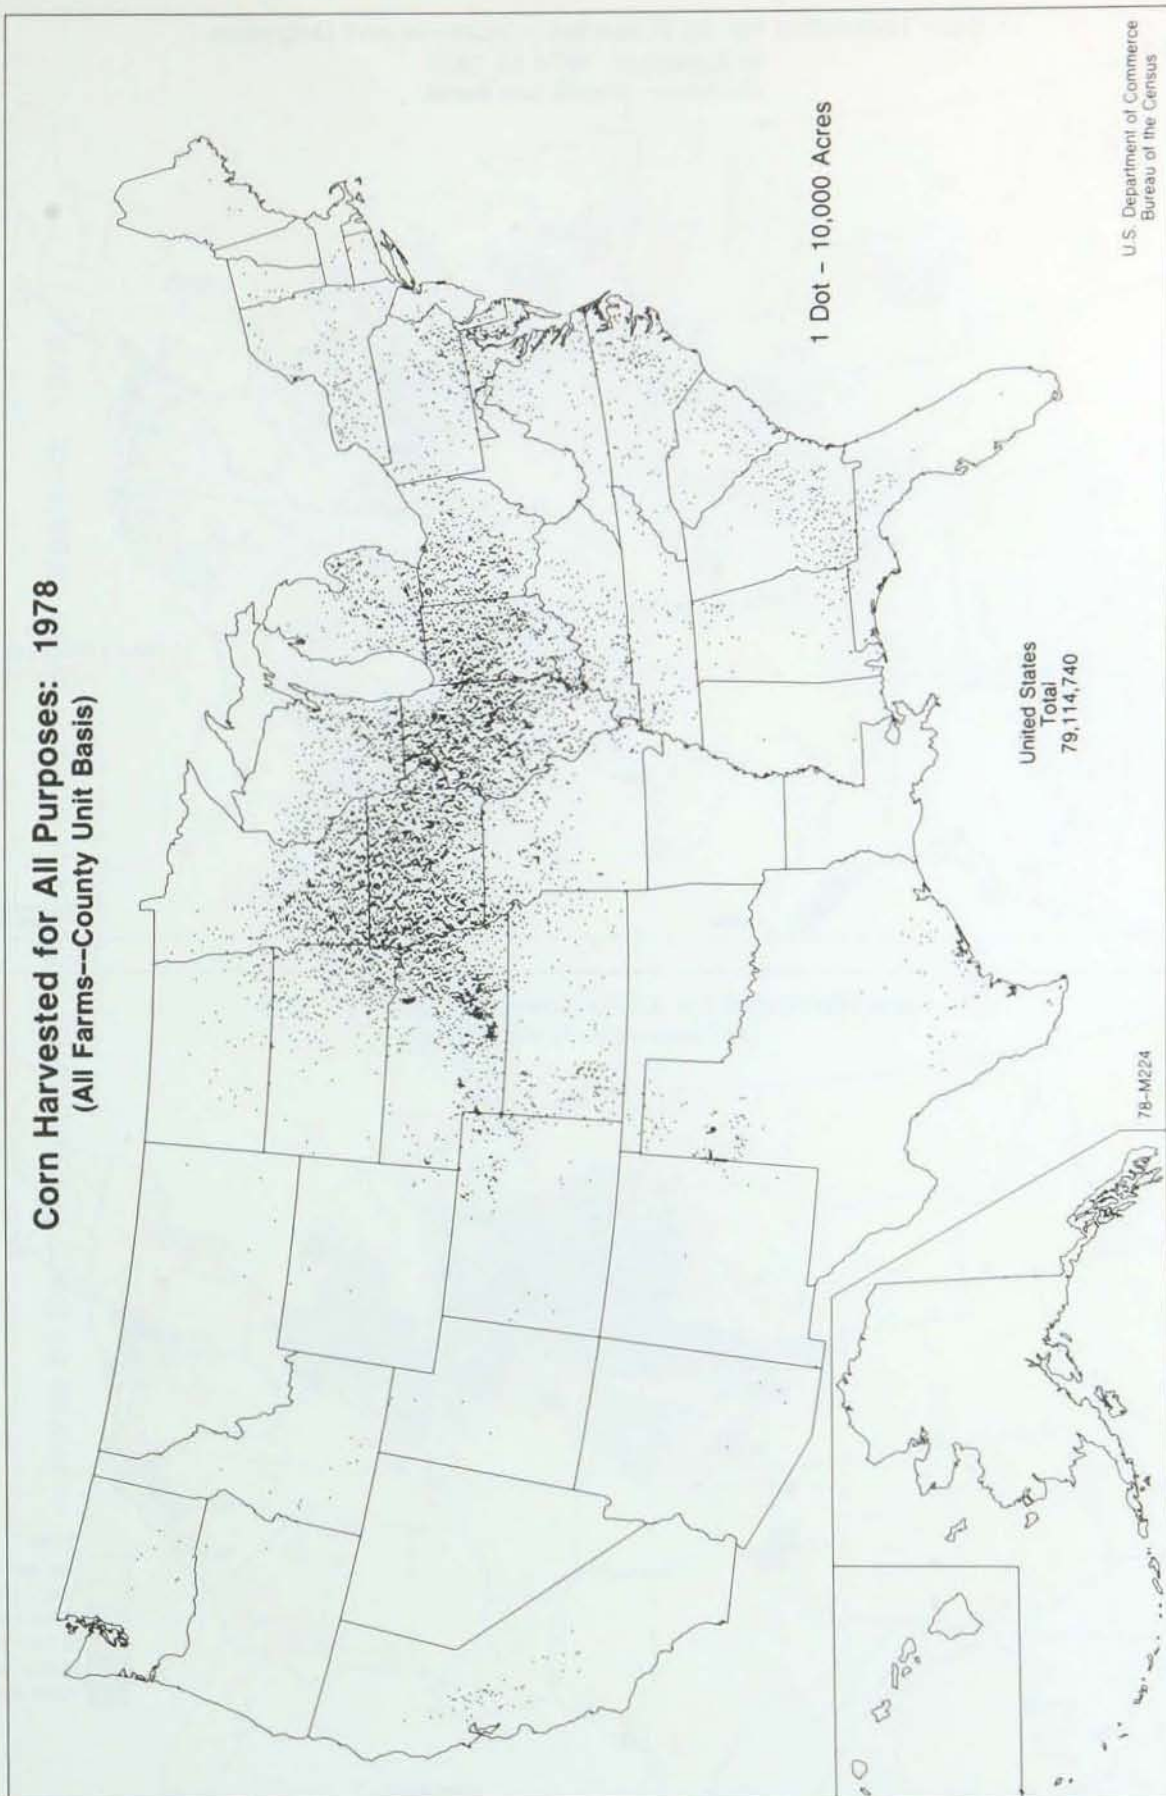 Corn Harvested for All Purposes: 1978
(All Farms---County Unit Basis)
1 Dot – 10,000 Acres
United States
Total
79,114,740
78-M224
U.S. Department of Commerce
Bureau of the Census